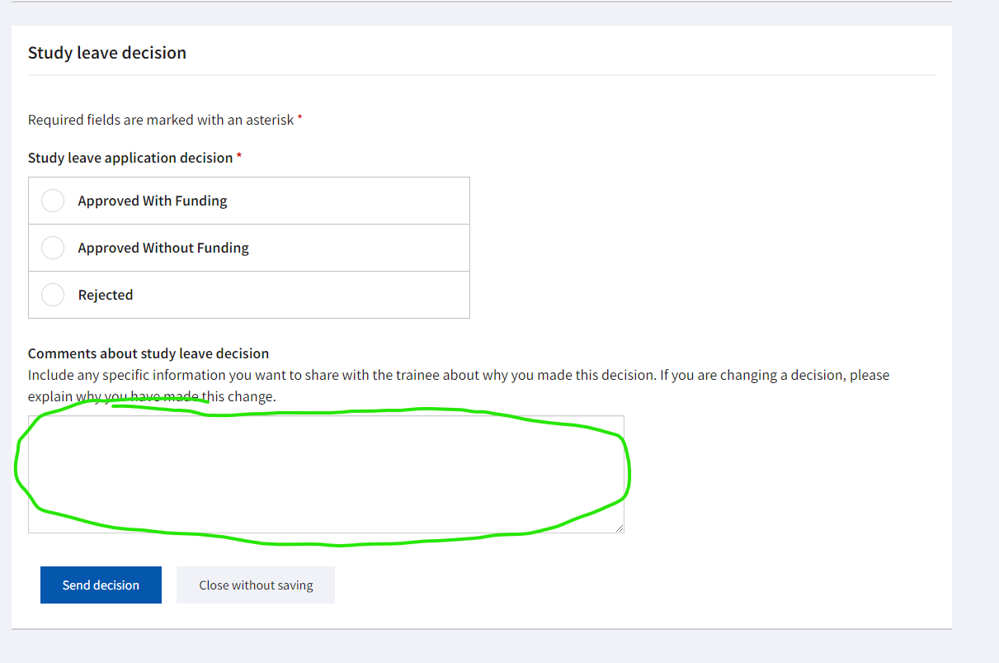 Study leave decision
Required fields are marked with an asterisk *
Study leave application decision *
Approved With Funding
Approved Without Funding
Rejected
Comments about study leave decision
Include any specific information you want to share with the trainee about why you made this decision. If you are changing a decision, please
explain why you have made this change.
Send decision
Close without saving